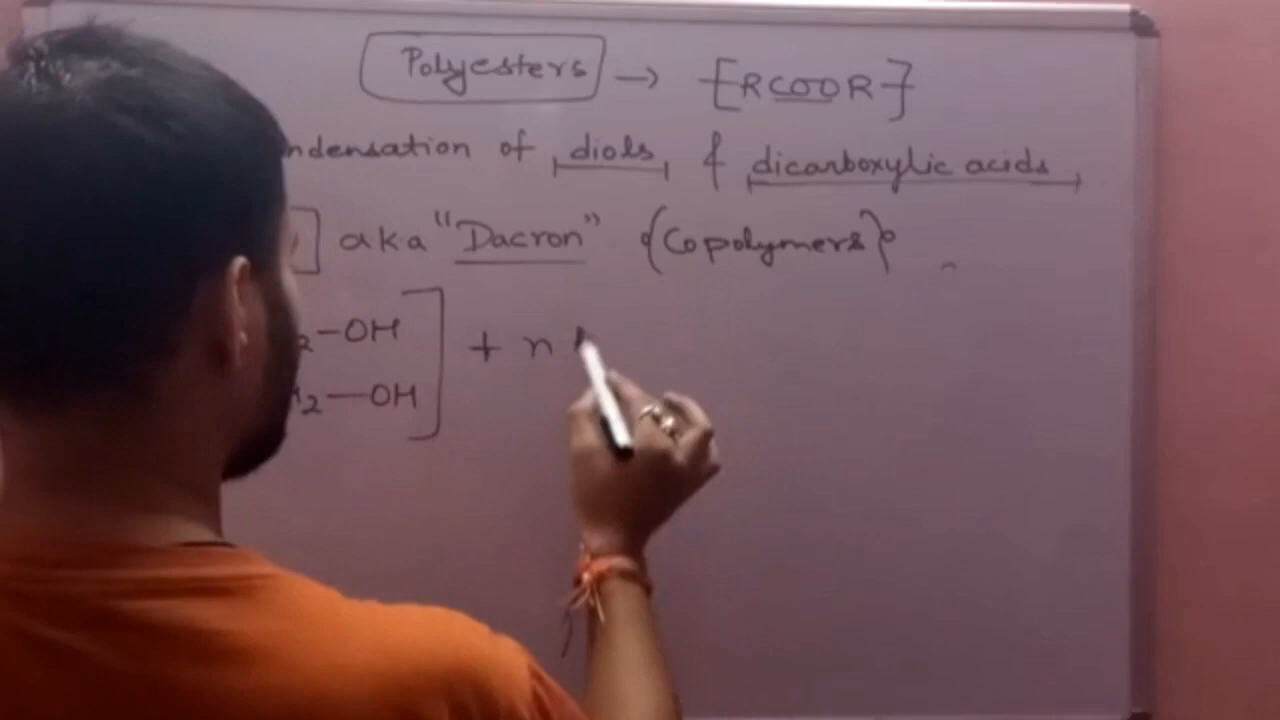 Polyesters → {RCOOR}
ndensation of diols & dicarboxylic acids
] aka "Dacron" {Copolymers}
2-OH ] + n
2-OH